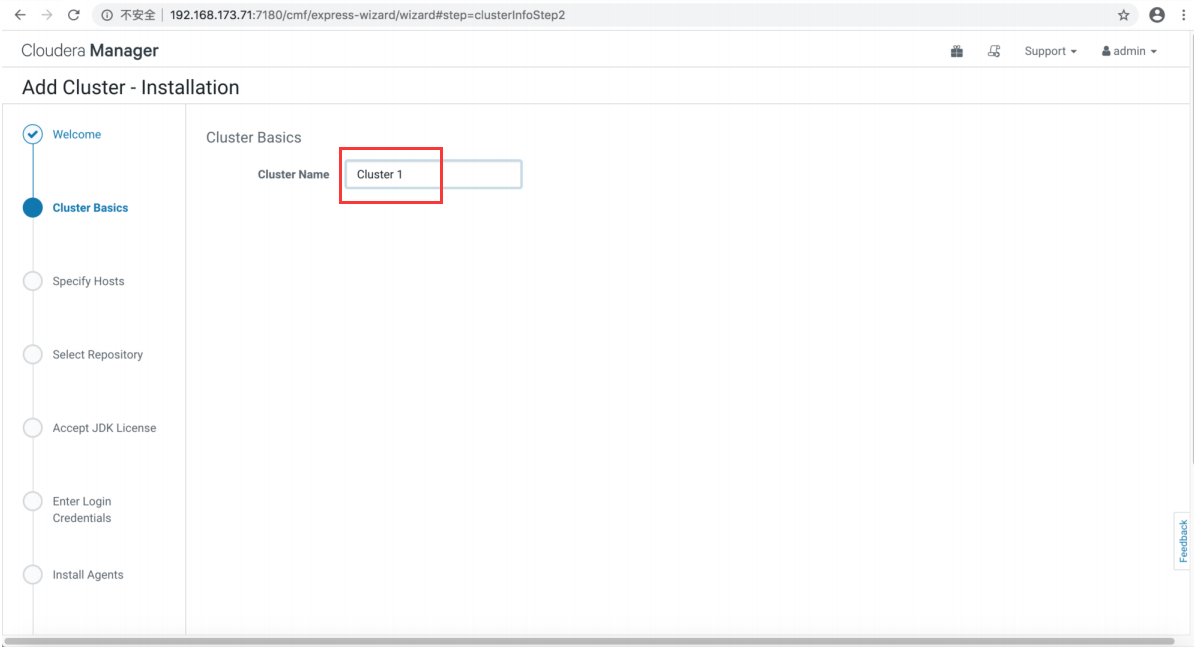 不安全 192.168.173.71:7180/cmf/express-wizard/wizard#step=clusterInfoStep2
Cloudera Manager
Support
admin
Add Cluster - Installation
Welcome
Cluster Basics
Specify Hosts
Select Repository
Accept JDK License
Enter Login
Credentials
Install Agents
Cluster Basics
Cluster Name
Cluster 1
Feedback